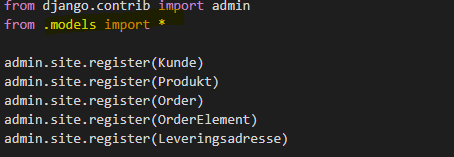 from django.contrib import admin
from .models import *
admin.site.register(Kunde)
admin.site.register(Produkt)
admin.site.register(Order)
admin.site.register(OrderElement)
admin.site.register(Leveringsadresse)